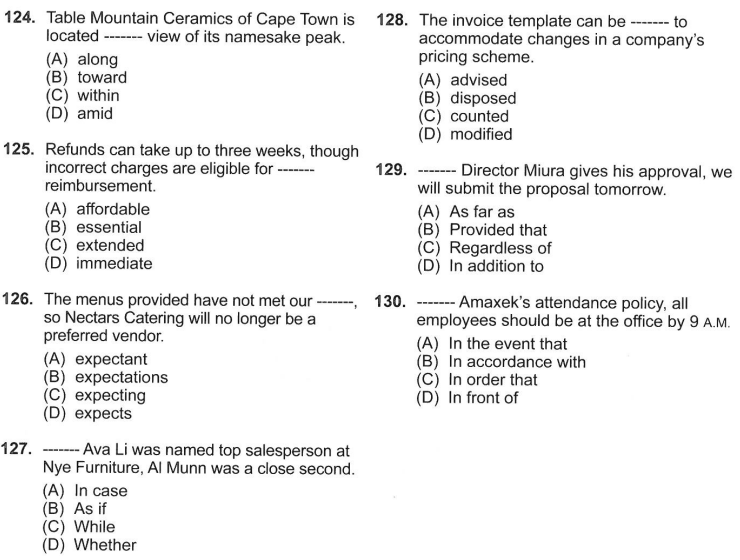 124. Table Mountain Ceramics of Cape Town is
located ------- view of its namesake peak.
(A) along
(B) toward
(C) within
(D) amid
125. Refunds can take up to three weeks, though
incorrect charges are eligible for -------
reimbursement.
(A) affordable
(B) essential
(C) extended
(D) immediate
126. The menus provided have not met our -------,
so Nectars Catering will no longer be a
preferred vendor.
(A) expectant
(B) expectations
(C) expecting
(D) expects
127. ------- Ava Li was named top salesperson at
Nye Furniture, Al Munn was a close second.
(A) In case
(B) As if
(C) While
(D) Whether
128. The invoice template can be ------- to
accommodate changes in a company's
pricing scheme.
(A) advised
(B) disposed
(C) counted
(D) modified
129. ------- Director Miura gives his approval, we
will submit the proposal tomorrow.
(A) As far as
(B) Provided that
(C) Regardless of
(D) In addition to
130. ------- Amaxek's attendance policy, all
employees should be at the office by 9 A.M.
(A) In the event that
(B) In accordance with
(C) In order that
(D) In front of